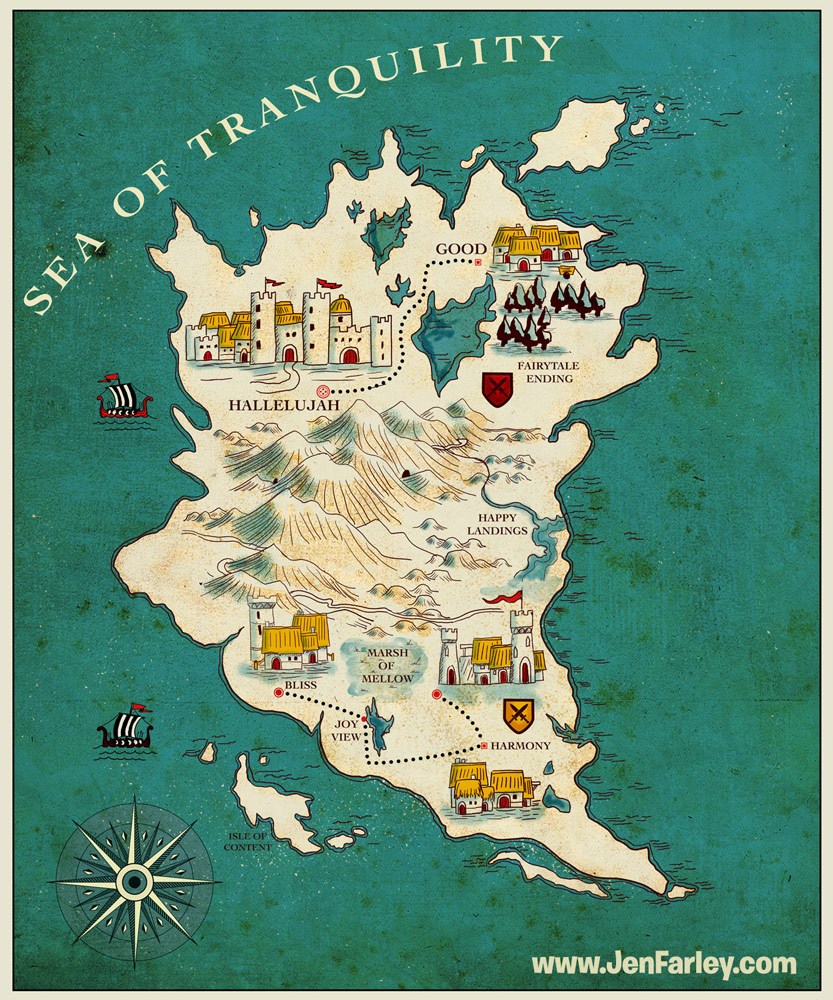 SEA OF TRANQUILITY
GOOD
FAIRYTALE
ENDING
HALLELUJAH
HAPPY
LANDINGS
MARSH
OF
MELLOW
BLISS
JOY
VIEW
HARMONY
ISLE OF
CONTENT
www.JenFarley.com